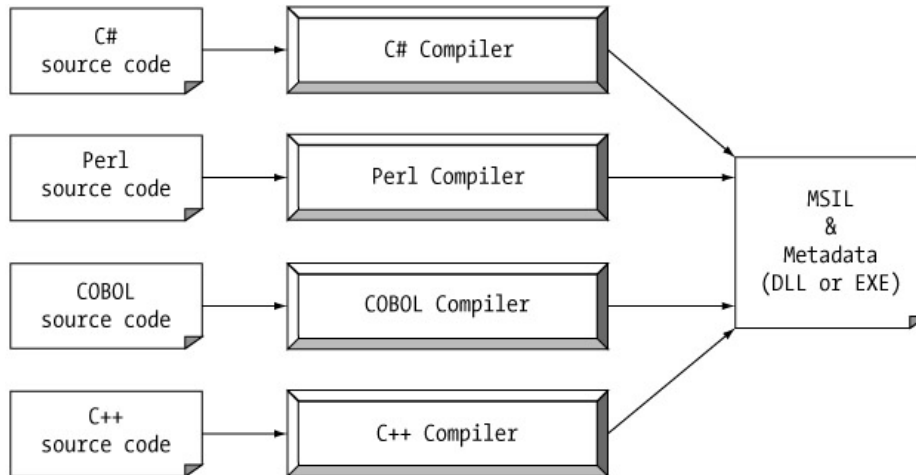 C#
source code
C# Compiler
Perl
source code
Perl Compiler
COBOL
source code
COBOL Compiler
C++
source code
C++ Compiler
MSIL
&
Metadata
(DLL or EXE)